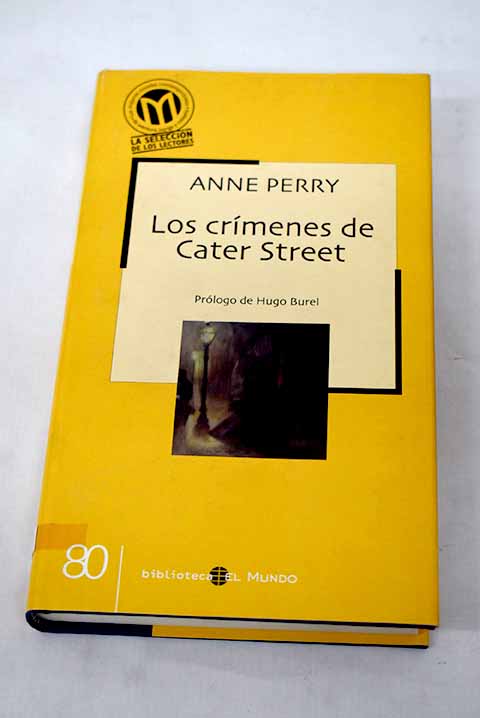 LA SELECCIÓN
DE LOS LECTORES
ANNE PERRY
Los crímenes de
Cater Street
Prólogo de Hugo Burel
80
biblioteca EL MUNDO